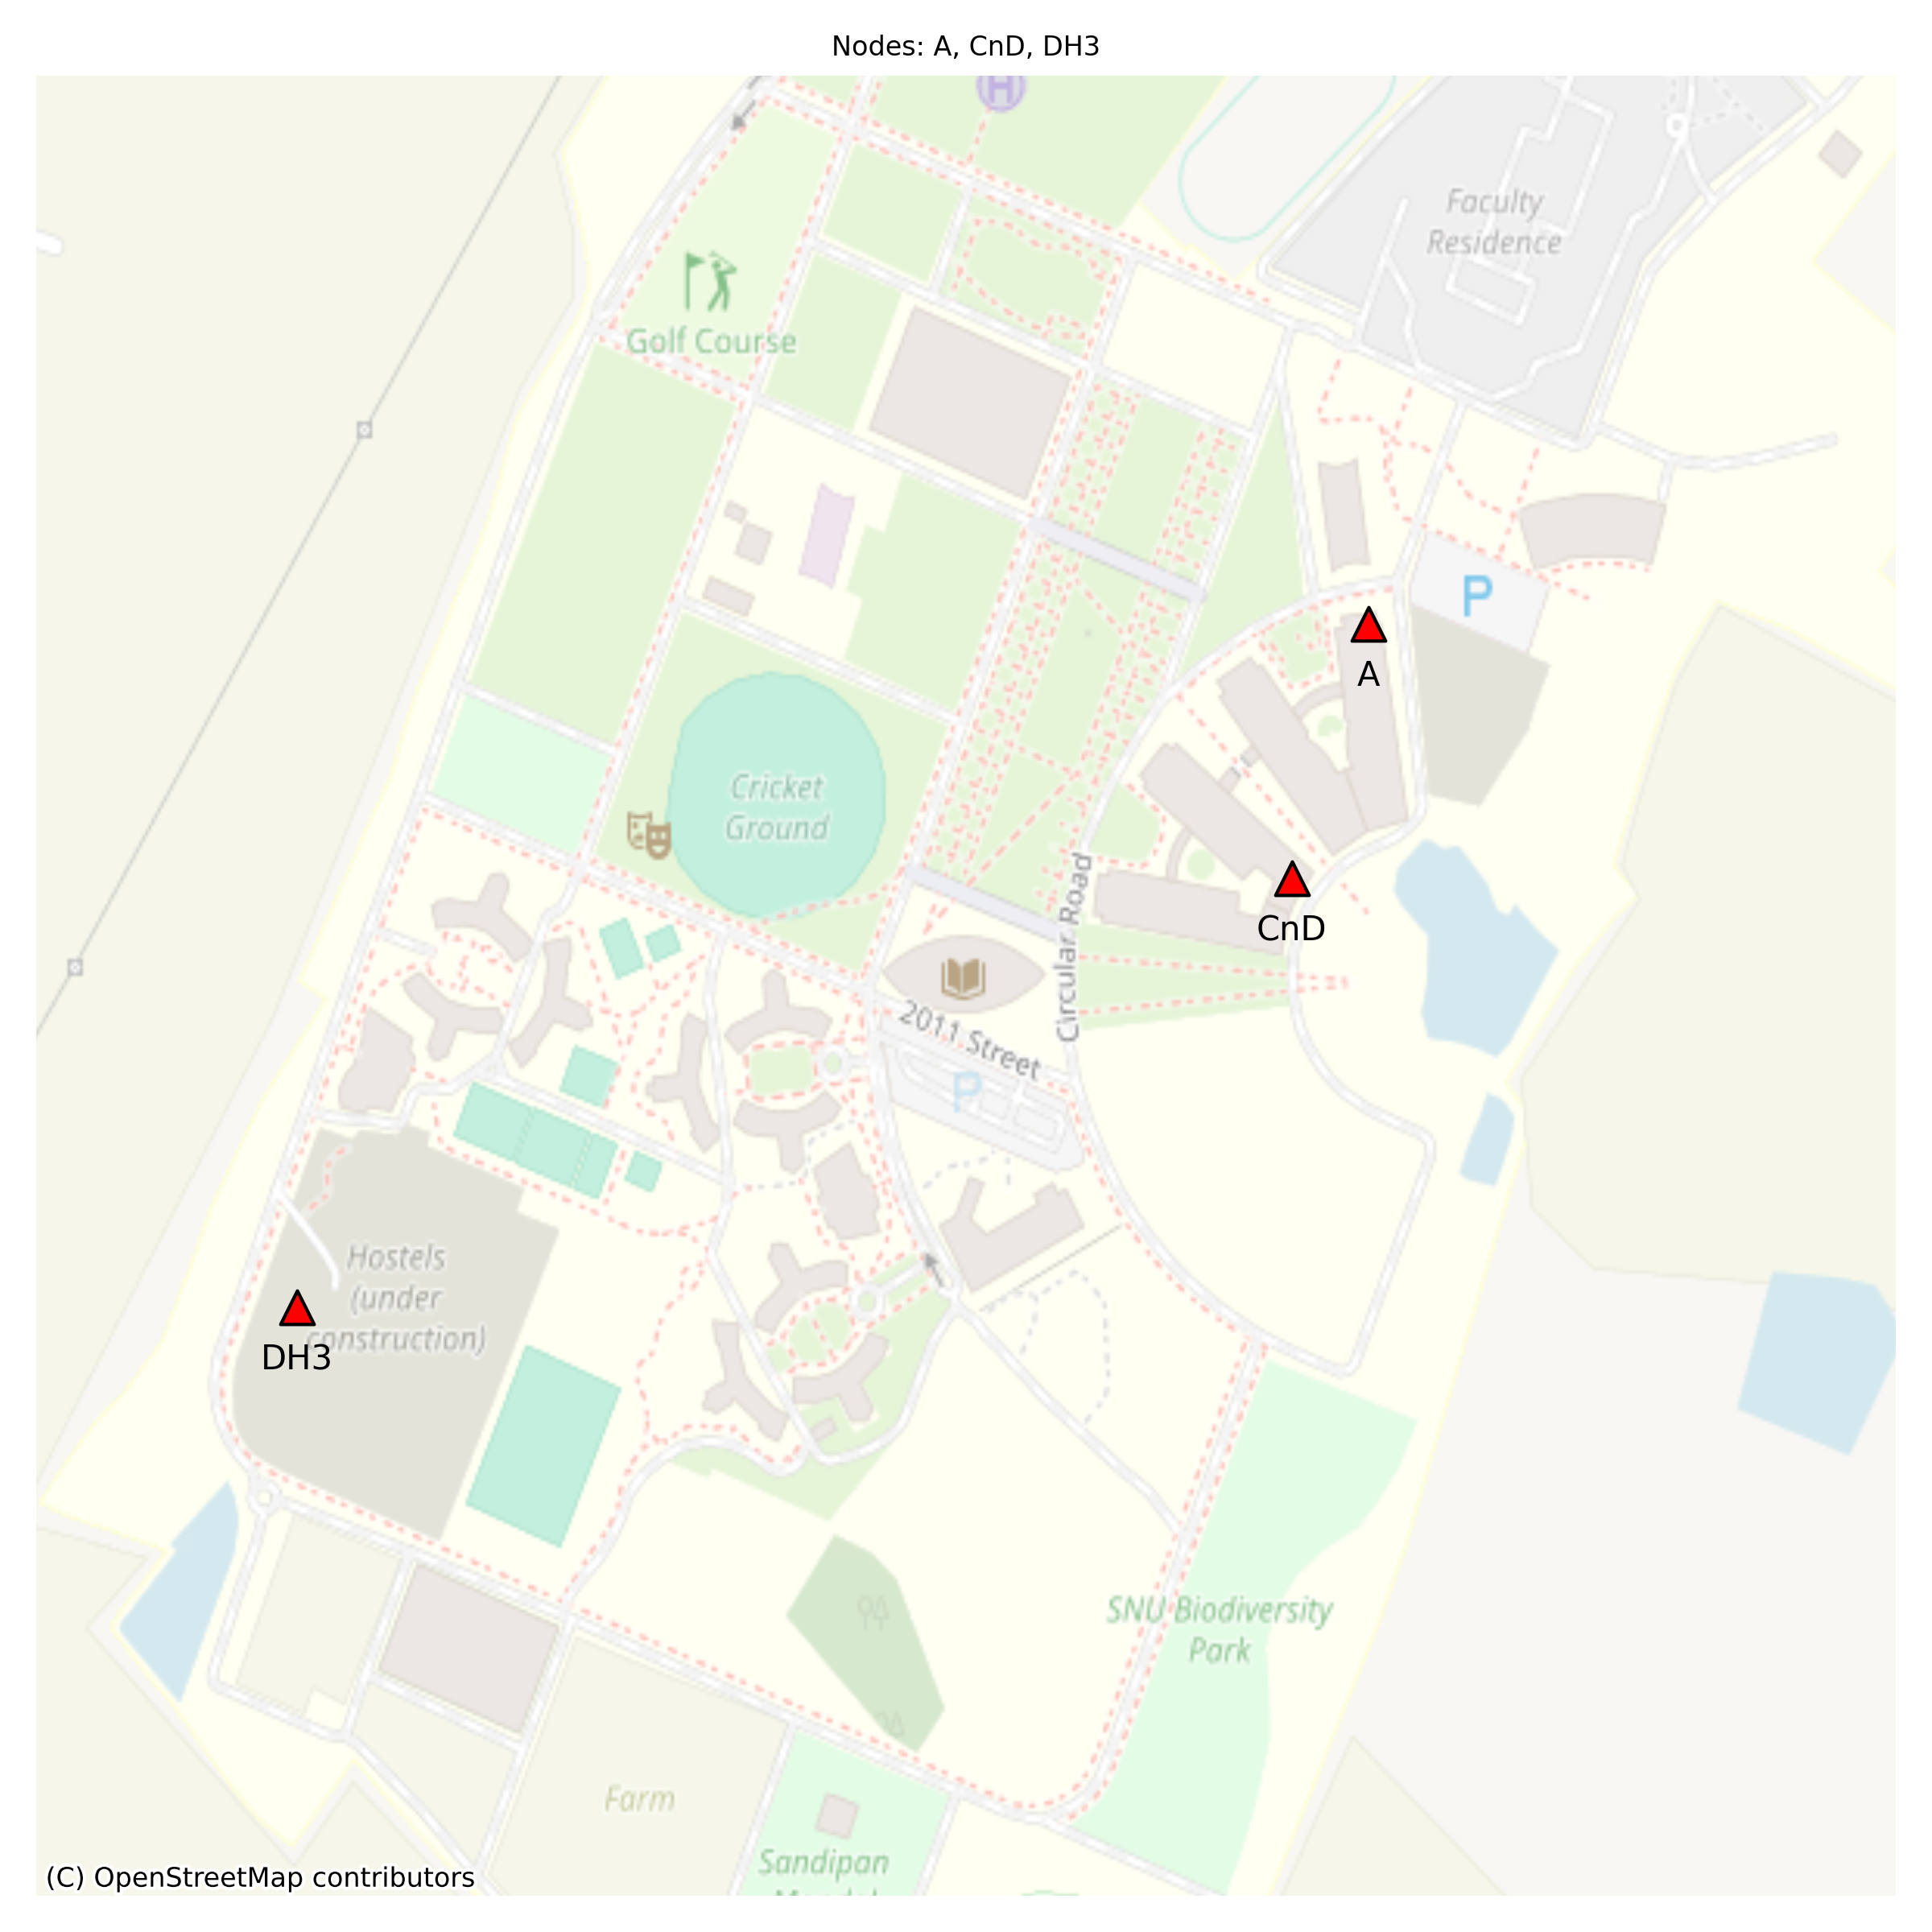 Nodes: A, CnD, DH3
H
Faculty
Residence
Golf Course
P
A
Cricket
Ground
CnD
Circular Road
2011 Street
P
Hostels
(under
construction)
DH3
SNU Biodiversity
Park
Farm
Sandipan
(C) OpenStreetMap contributors